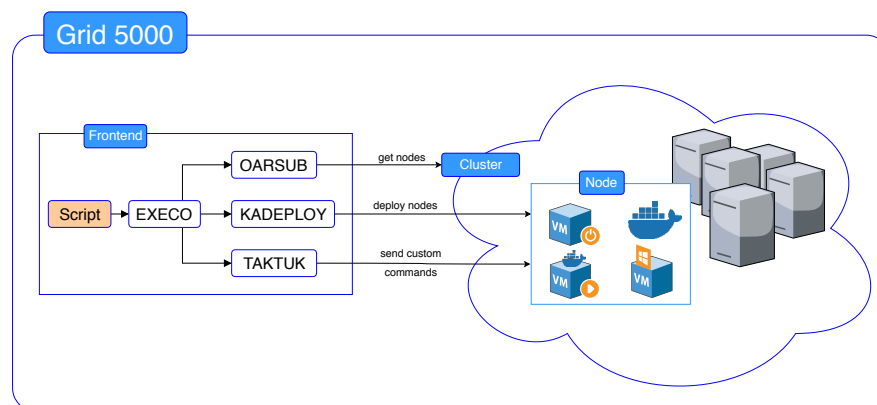 Grid 5000
Frontend
OARSUB
get nodes
Cluster
Node
Script
EXECO
KADEPLOY
deploy nodes
VM
TAKTUK
send custom
commands
VM
VM